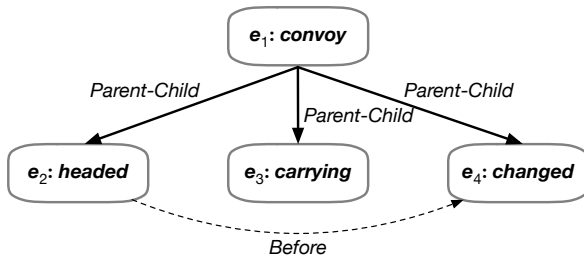 e1: convoy
Parent-Child
Parent-Child
Parent-Child
e2: headed
e3: carrying
e4: changed
Before